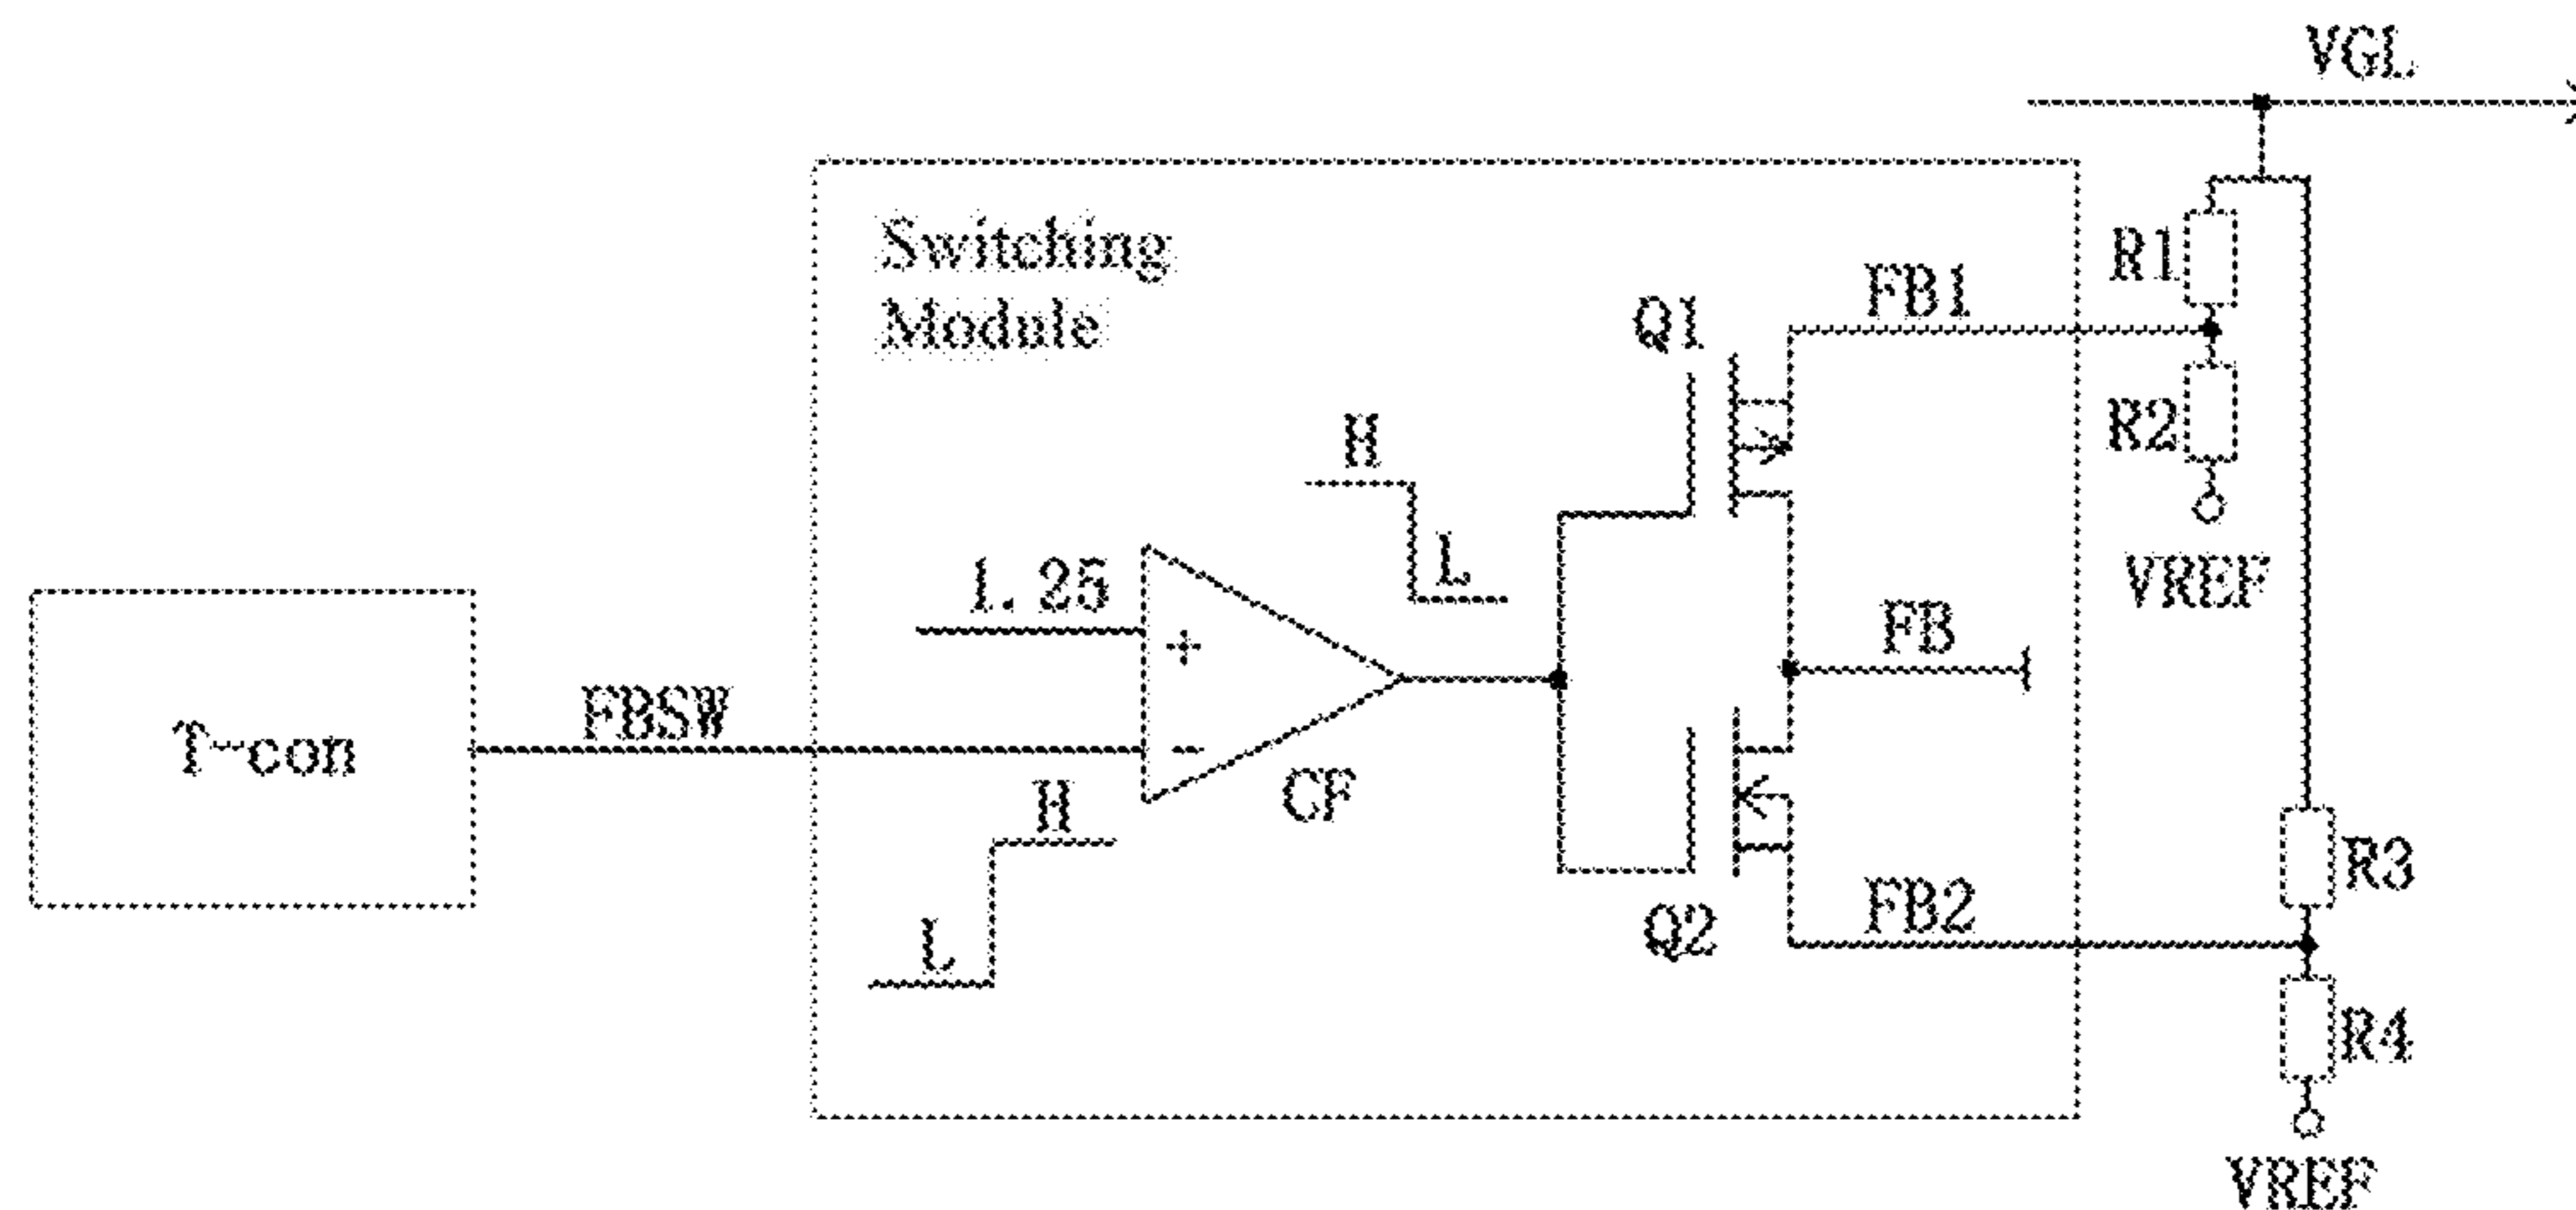 VGL
Switching
Module
R1
FB1
Q1
H
R2
L
1.25
VREF
+
FB
FBSW
T-con
-
H
CF
R3
L
Q2
FB2
R4
VREF